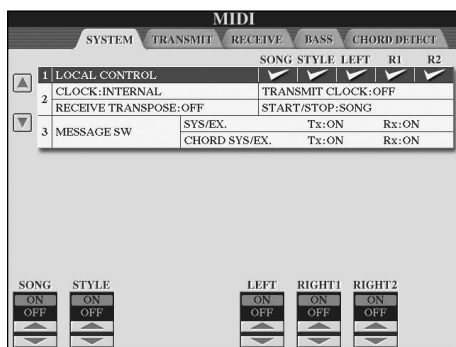 MIDI
SYSTEM TRANSMIT RECEIVE BASS CHORD DETECT
SONG STYLE LEFT R1 R2
1 LOCAL CONTROL
2 CLOCK:INTERNAL TRANSMIT CLOCK:OFF
RECEIVE TRANSPOSE:OFF START/STOP:SONG
3 MESSAGE SW SYS/EX. Tx:ON Rx:ON
CHORD SYS/EX. Tx:ON Rx:ON
SONG STYLE LEFT RIGHT1 RIGHT2
ON ON ON ON ON
OFF OFF OFF OFF OFF